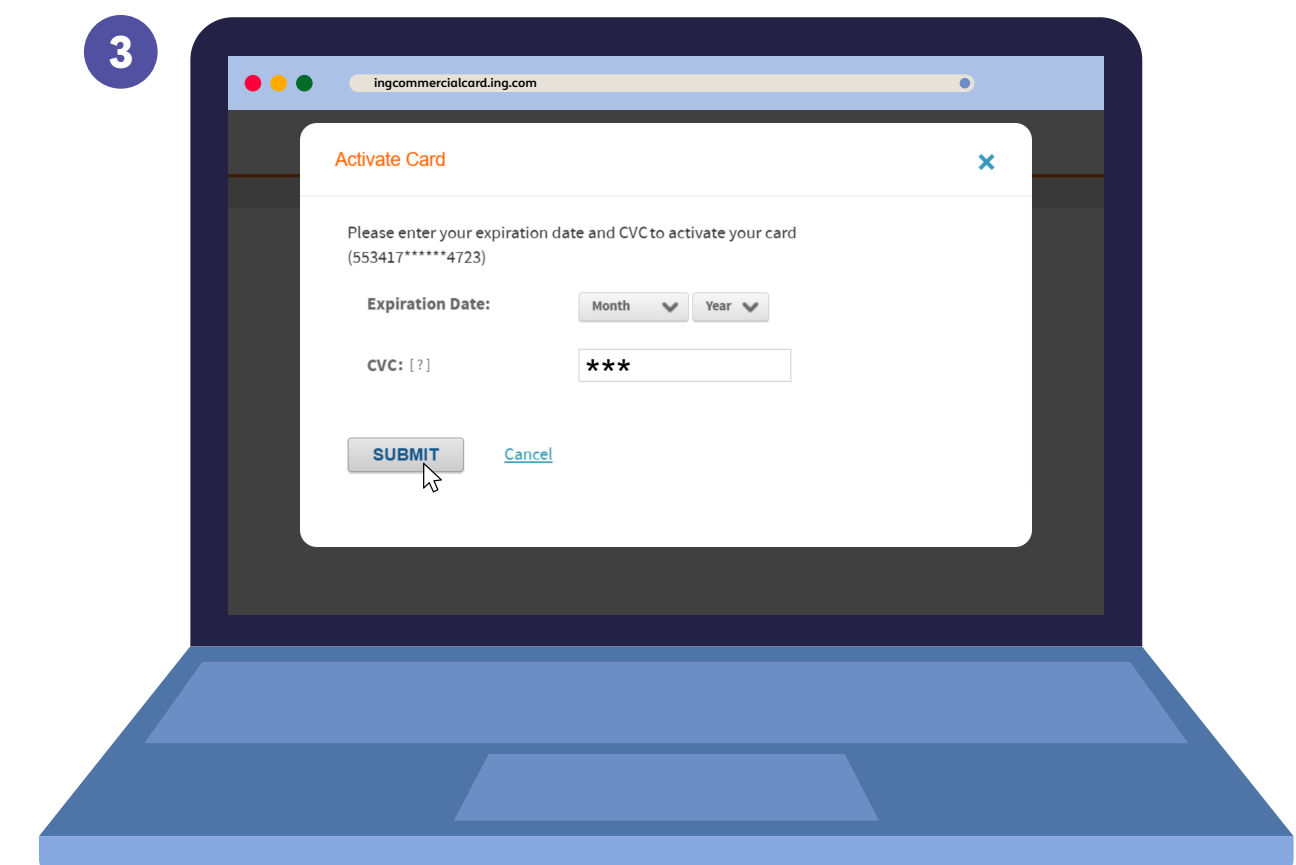 3
ingcommercialcard.ing.com
Activate Card
Please enter your expiration date and CVC to activate your card
(553417******4723)
Expiration Date: Month Year
CVC: [?] ***
SUBMIT Cancel